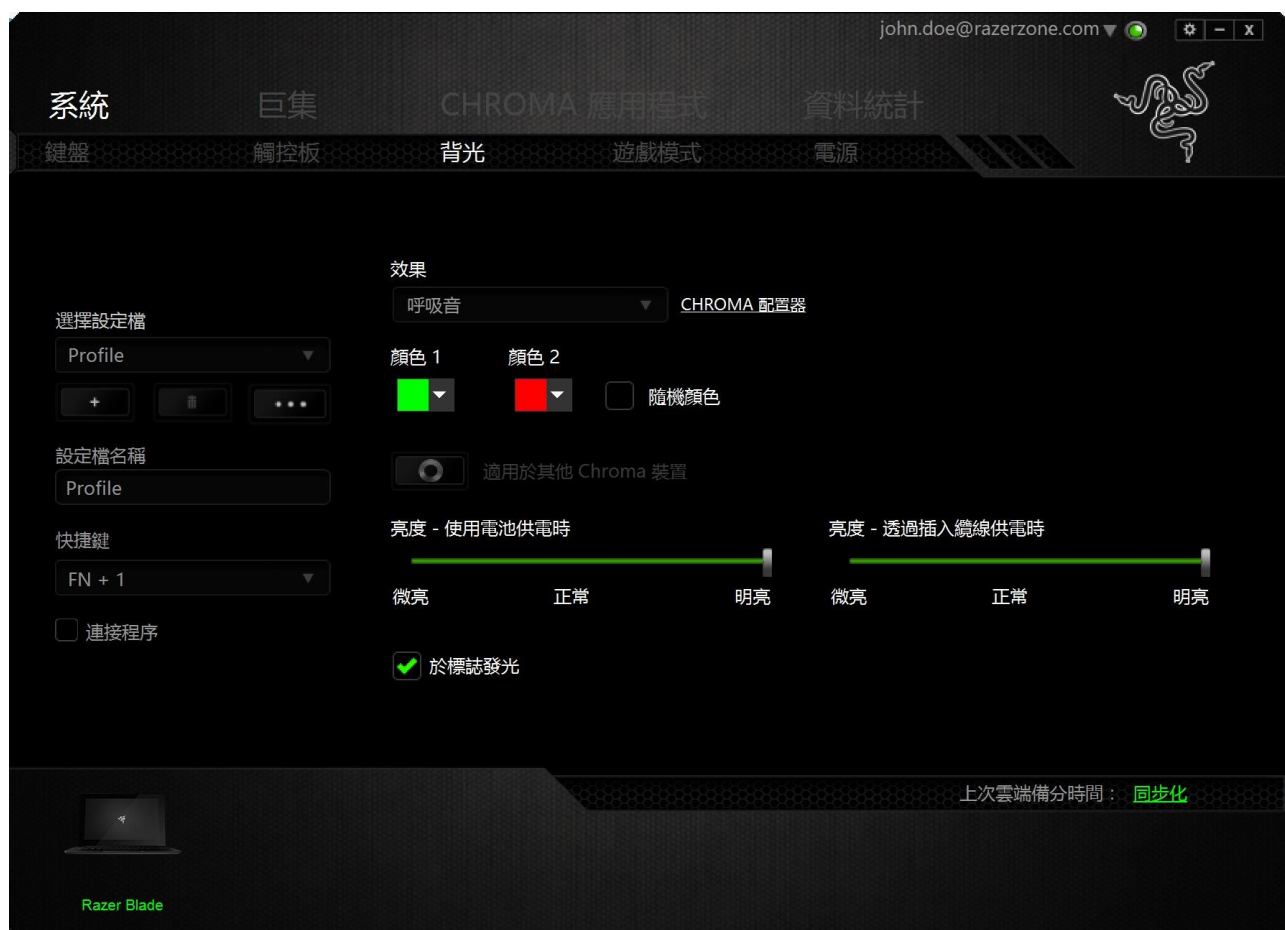 john.doe@razerzone.com
系統 巨集 CHROMA 應用程式 資料統計
鍵盤 觸控板 背光 遊戲模式 電源
效果
呼吸音 CHROMA 配置器
選擇設定檔
Profile
顏色 1 顏色 2
隨機顏色
設定檔名稱
Profile
適用於其他 Chroma 裝置
快捷鍵
FN + 1
亮度 - 使用電池供電時 亮度 - 透過插入纜線供電時
微亮 正常 明亮 微亮 正常 明亮
連接程序
於標誌發光
上次雲端備分時間： 同步化
Razer Blade